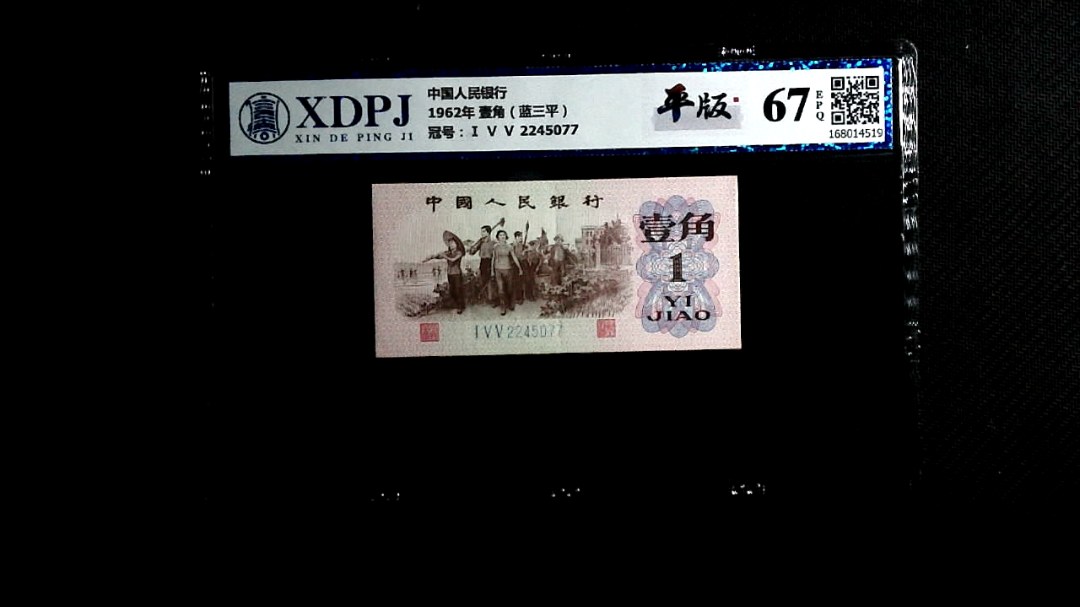 XDPJ
XIN DE PING JI
中国人民银行
1962年 壹角（蓝三平）
冠号：Ⅰ Ⅴ Ⅴ 2245077
平版
67
EPQ
168014519
中國人民銀行
壹角
1
YI
JIAO
ⅠⅤⅤ2245077